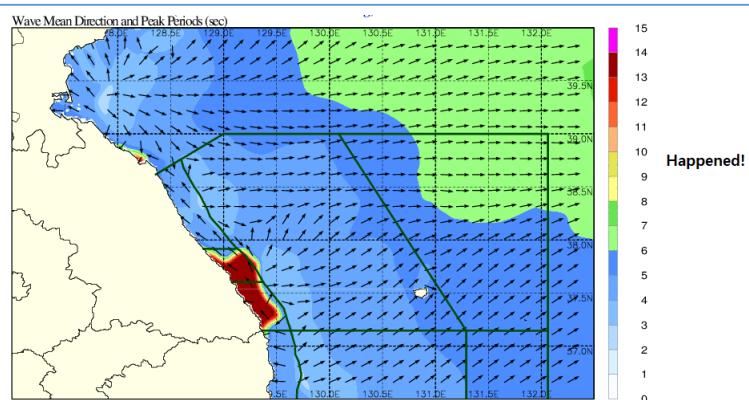 Wave Mean Direction and Peak Periods (sec)
128.0E 128.5E 129.0E 129.5E 130.0E 130.5E 131.0E 131.5E 132.0E
39.5N
39.0N
38.5N
38.0N
37.5N
37.0N
129.5E 130.0E 130.5E 131.0E 131.5E 132.0E
15
14
13
12
11
10
9
8
7
6
5
4
3
2
1
0
Happened!